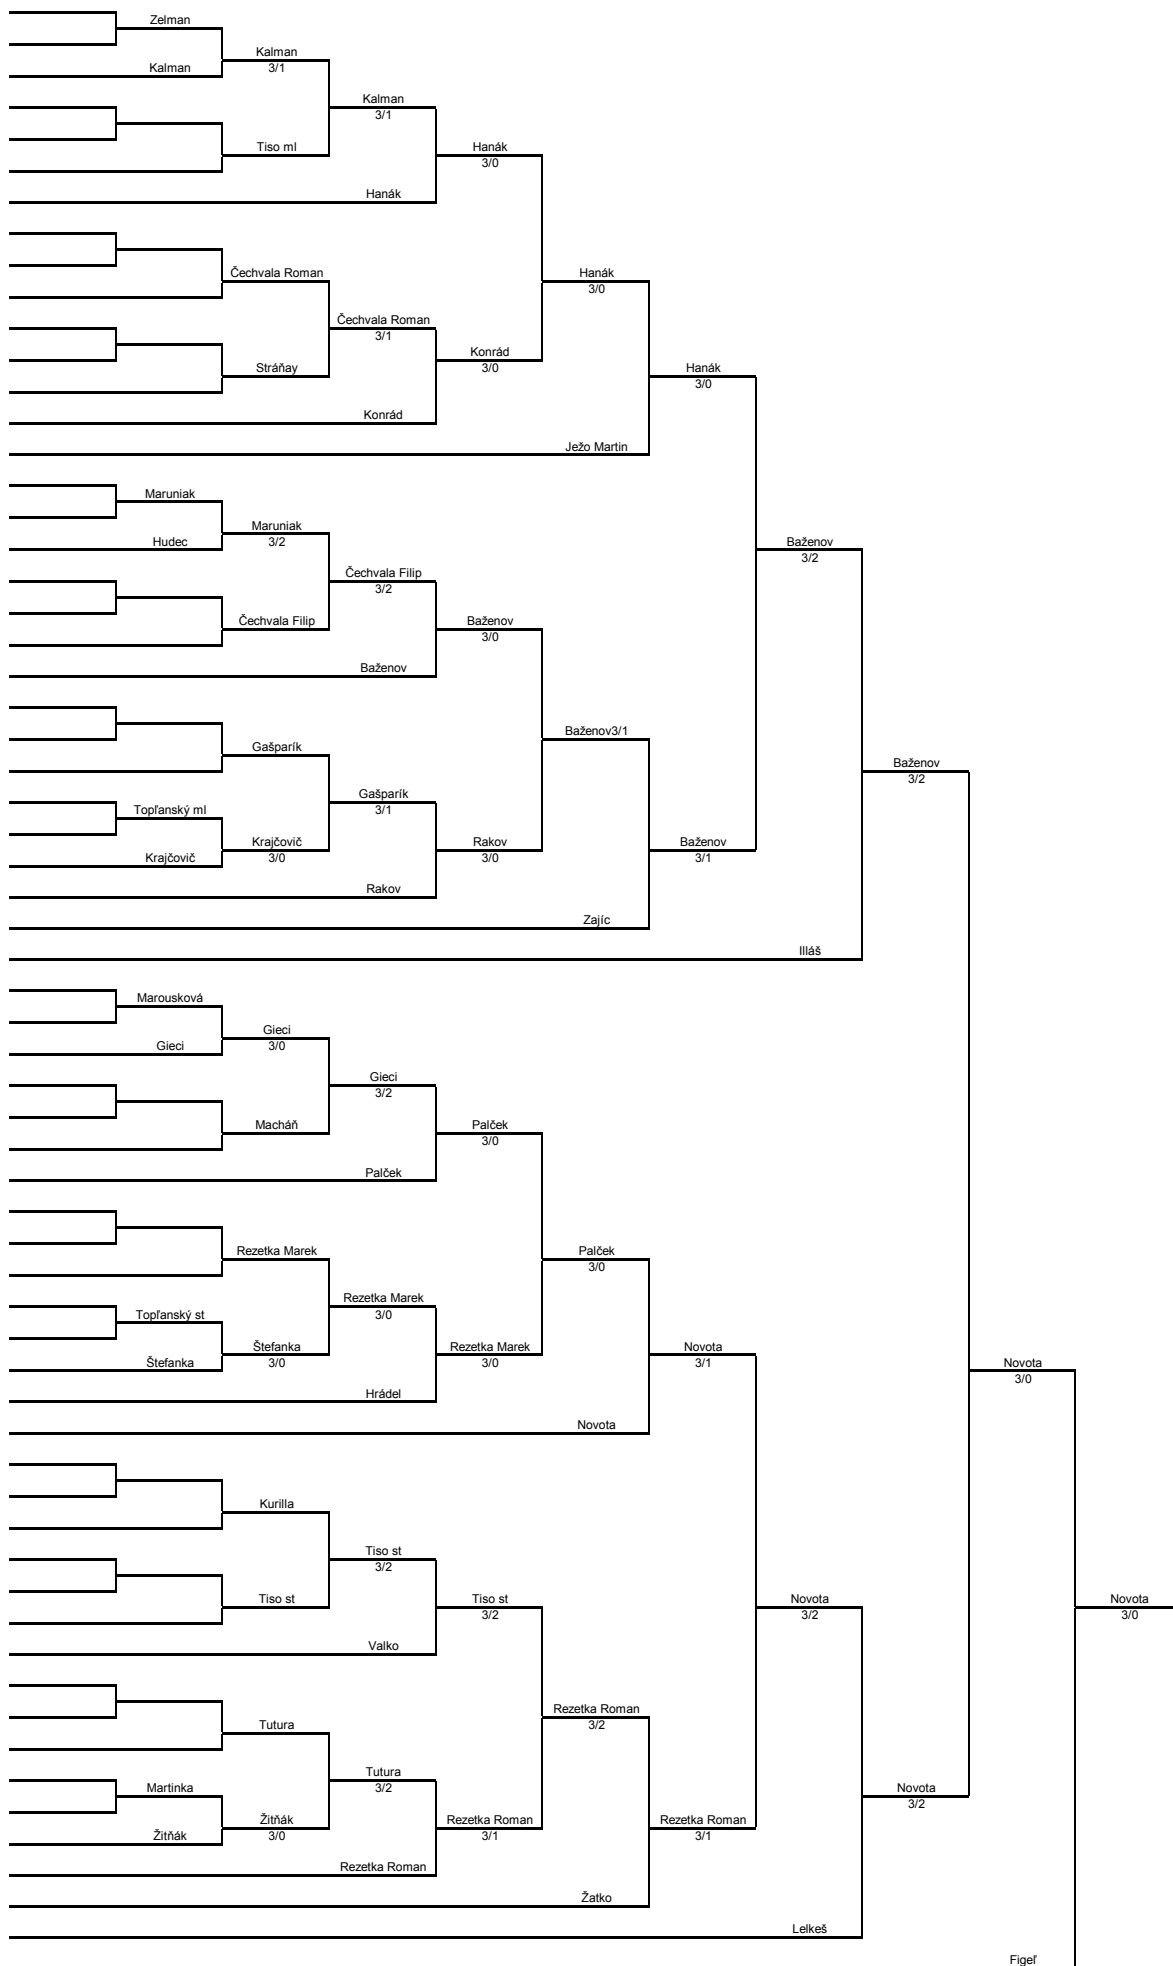 Zelman
Kalman
Kalman
3/1
Kalman
3/1
Tiso ml
Hanák
3/0
Hanák
Čechvala Roman
Hanák
3/0
Čechvala Roman
3/1
Konrád
3/0
Stráňay
Hanák
3/0
Konrád
Ježo Martin
Maruniak
Maruniak
3/2
Hudec
Baženov
3/2
Čechvala Filip
3/2
Čechvala Filip
Baženov
3/0
Baženov
Baženov3/1
Gašparík
Baženov
3/2
Gašparík
3/1
Topľanský ml
Krajčovič
3/0
Rakov
3/0
Baženov
3/1
Krajčovič
Rakov
Zajíc
Illáš
Marousková
Gieci
3/0
Gieci
Gieci
3/2
Macháň
Palček
3/0
Palček
Rezetka Marek
Palček
3/0
Rezetka Marek
3/0
Topľanský st
Štefanka
3/0
Rezetka Marek
3/0
Novota
3/1
Štefanka
Novota
3/0
Hrádel
Novota
Kurilla
Tiso st
3/2
Tiso st
Tiso st
3/2
Novota
3/2
Novota
3/0
Valko
Rezetka Roman
3/2
Tutura
Tutura
3/2
Martinka
Novota
3/2
Žitňák
3/0
Rezetka Roman
3/1
Rezetka Roman
3/1
Žitňák
Rezetka Roman
Žatko
Lelkeš
Figeľ